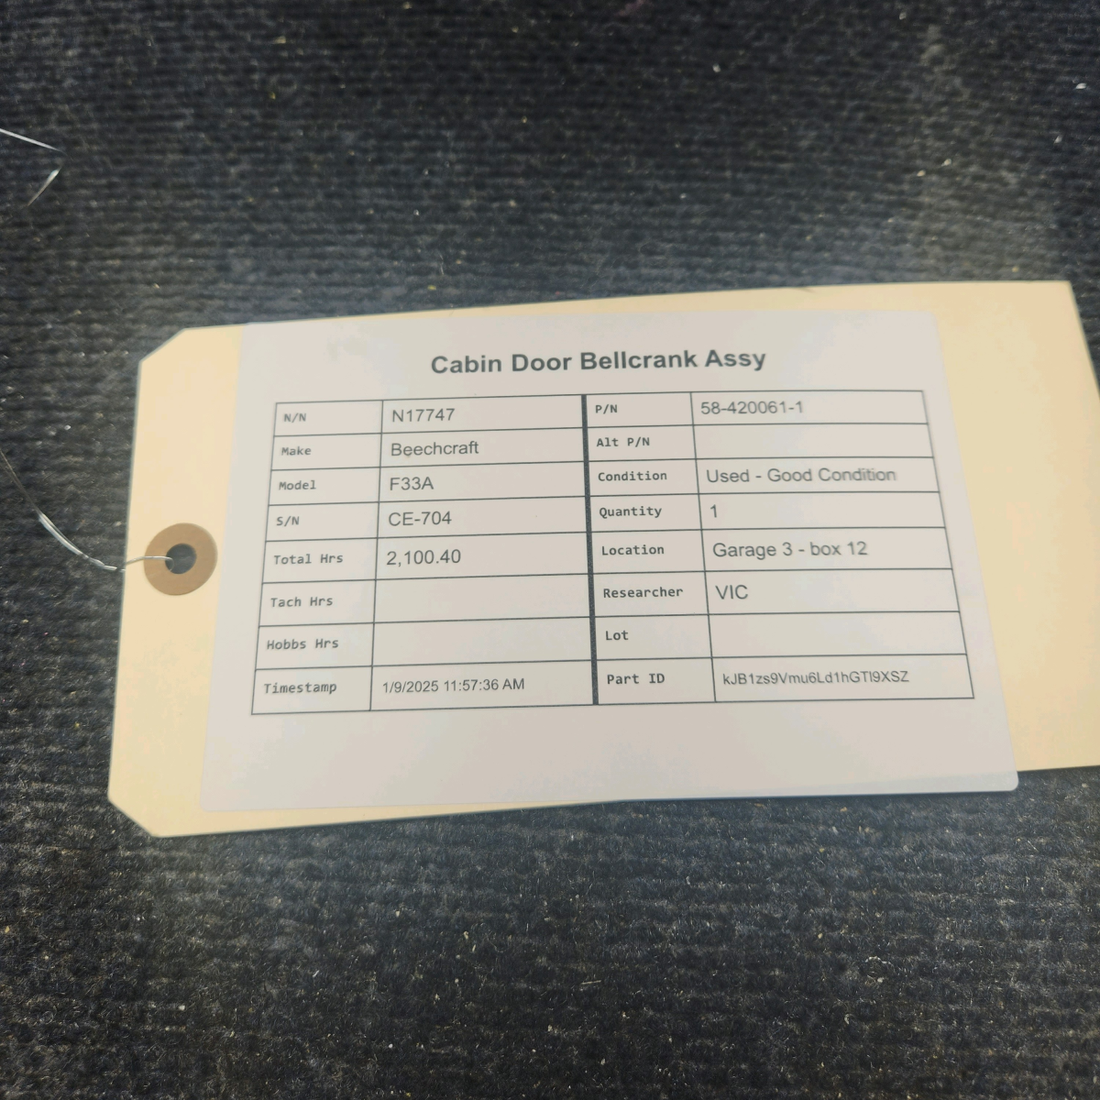 Cabin Door Bellcrank Assy
N/N N17747 P/N 58-420061-1
Make Beechcraft Alt P/N
Model F33A Condition Used - Good Condition
S/N CE-704 Quantity 1
Total Hrs 2,100.40 Location Garage 3 - box 12
Tach Hrs Researcher VIC
Hobbs Hrs Lot
Timestamp 1/9/2025 11:57:36 AM Part ID kJB1zs9Vmu6Ld1hGTI9XSZ